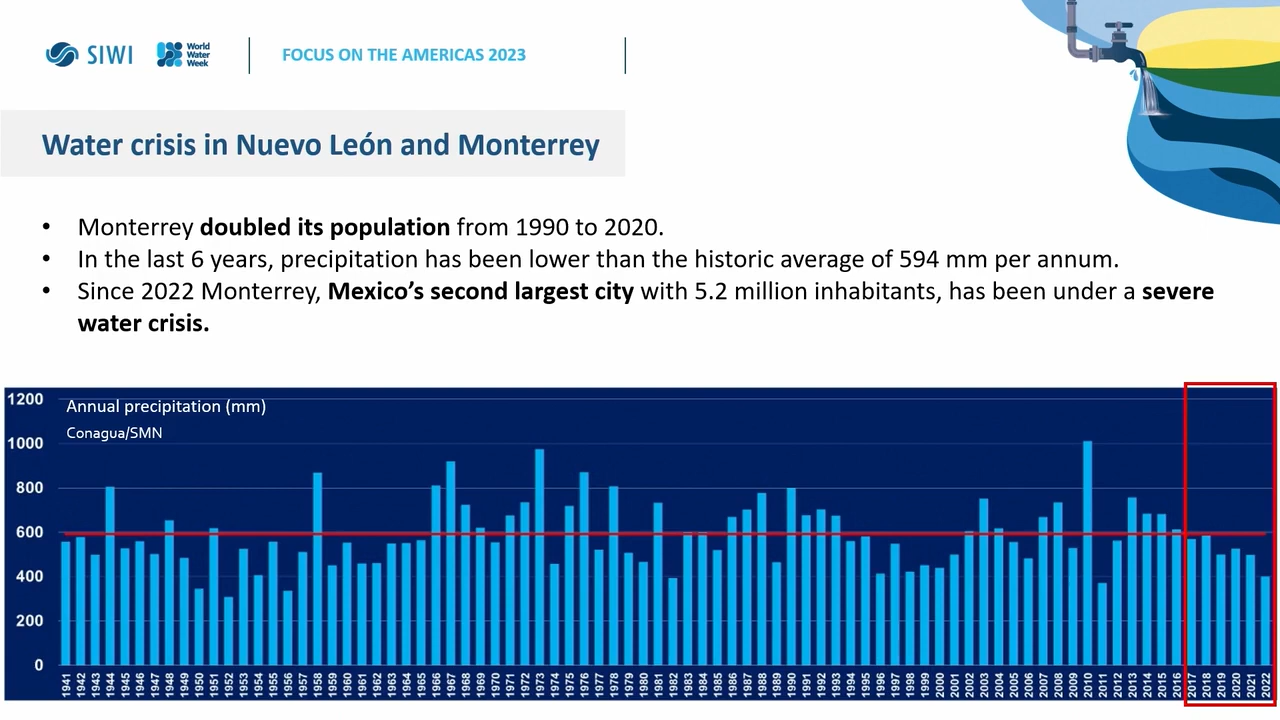 SIWI
World
Water
Week
FOCUS ON THE AMERICAS 2023
Water crisis in Nuevo León and Monterrey
• Monterrey doubled its population from 1990 to 2020.
• In the last 6 years, precipitation has been lower than the historic average of 594 mm per annum.
• Since 2022 Monterrey, Mexico’s second largest city with 5.2 million inhabitants, has been under a severe
water crisis.
Annual precipitation (mm)
Conagua/SMN
1200
1000
800
600
400
200
0
1941 1942 1943 1944 1945 1946 1947 1948 1949 1950 1951 1952 1953 1954 1955 1956 1957 1958 1959 1960 1961 1962 1963 1964 1965 1966 1967 1968 1969 1970 1971 1972 1973 1974 1975 1976 1977 1978 1979 1980 1981 1982 1983 1984 1985 1986 1987 1988 1989 1990 1991 1992 1993 1994 1995 1996 1997 1998 1999 2000 2001 2002 2003 2004 2005 2006 2007 2008 2009 2010 2011 2012 2013 2014 2015 2016 2017 2018 2019 2020 2021 2022